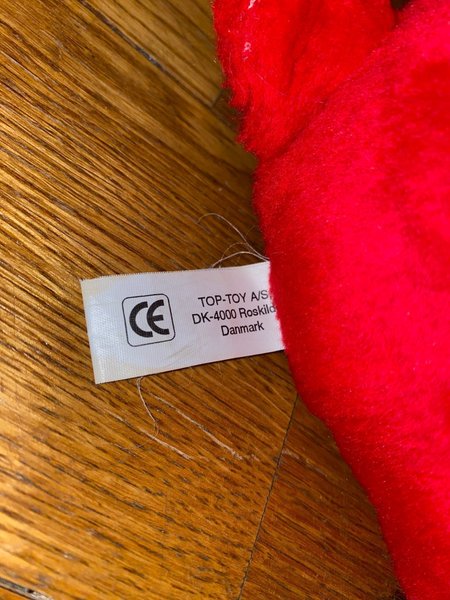 CE
TOP-TOY A/S
DK-4000 Roskild
Danmark